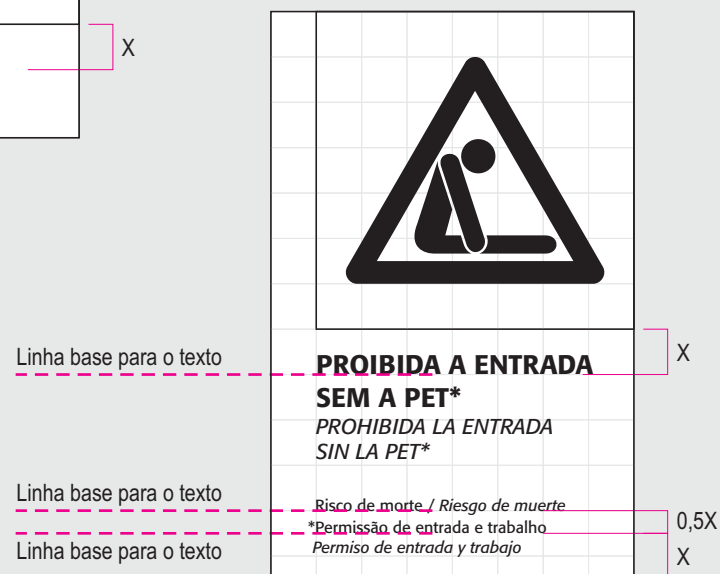 X
Linha base para o texto
PROIBIDA A ENTRADA
X
SEM A PET*
PROHIBIDA LA ENTRADA
SIN LA PET*
Linha base para o texto
Risco de morte / Riesgo de muerte
0,5X
*Permissão de entrada e trabalho
Linha base para o texto
Permiso de entrada y trabajo
X